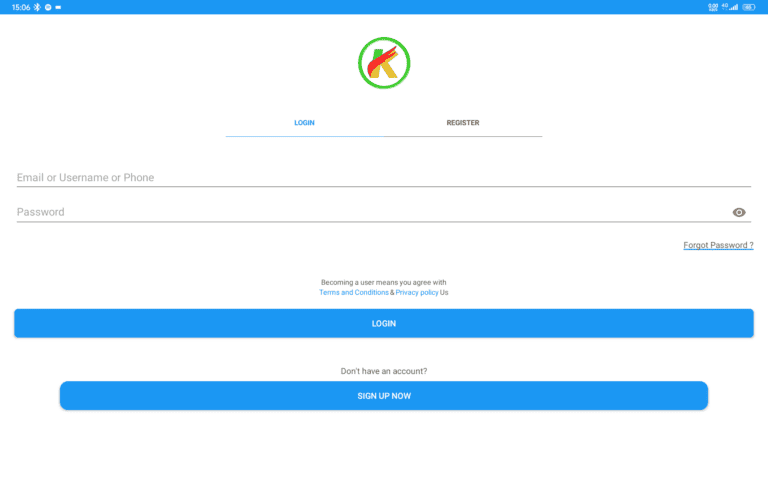 15:06
4G
K
LOGIN REGISTER
Email or Username or Phone
Password
Forgot Password ?
Becoming a user means you agree with
Terms and Conditions & Privacy policy Us
LOGIN
Don't have an account?
SIGN UP NOW